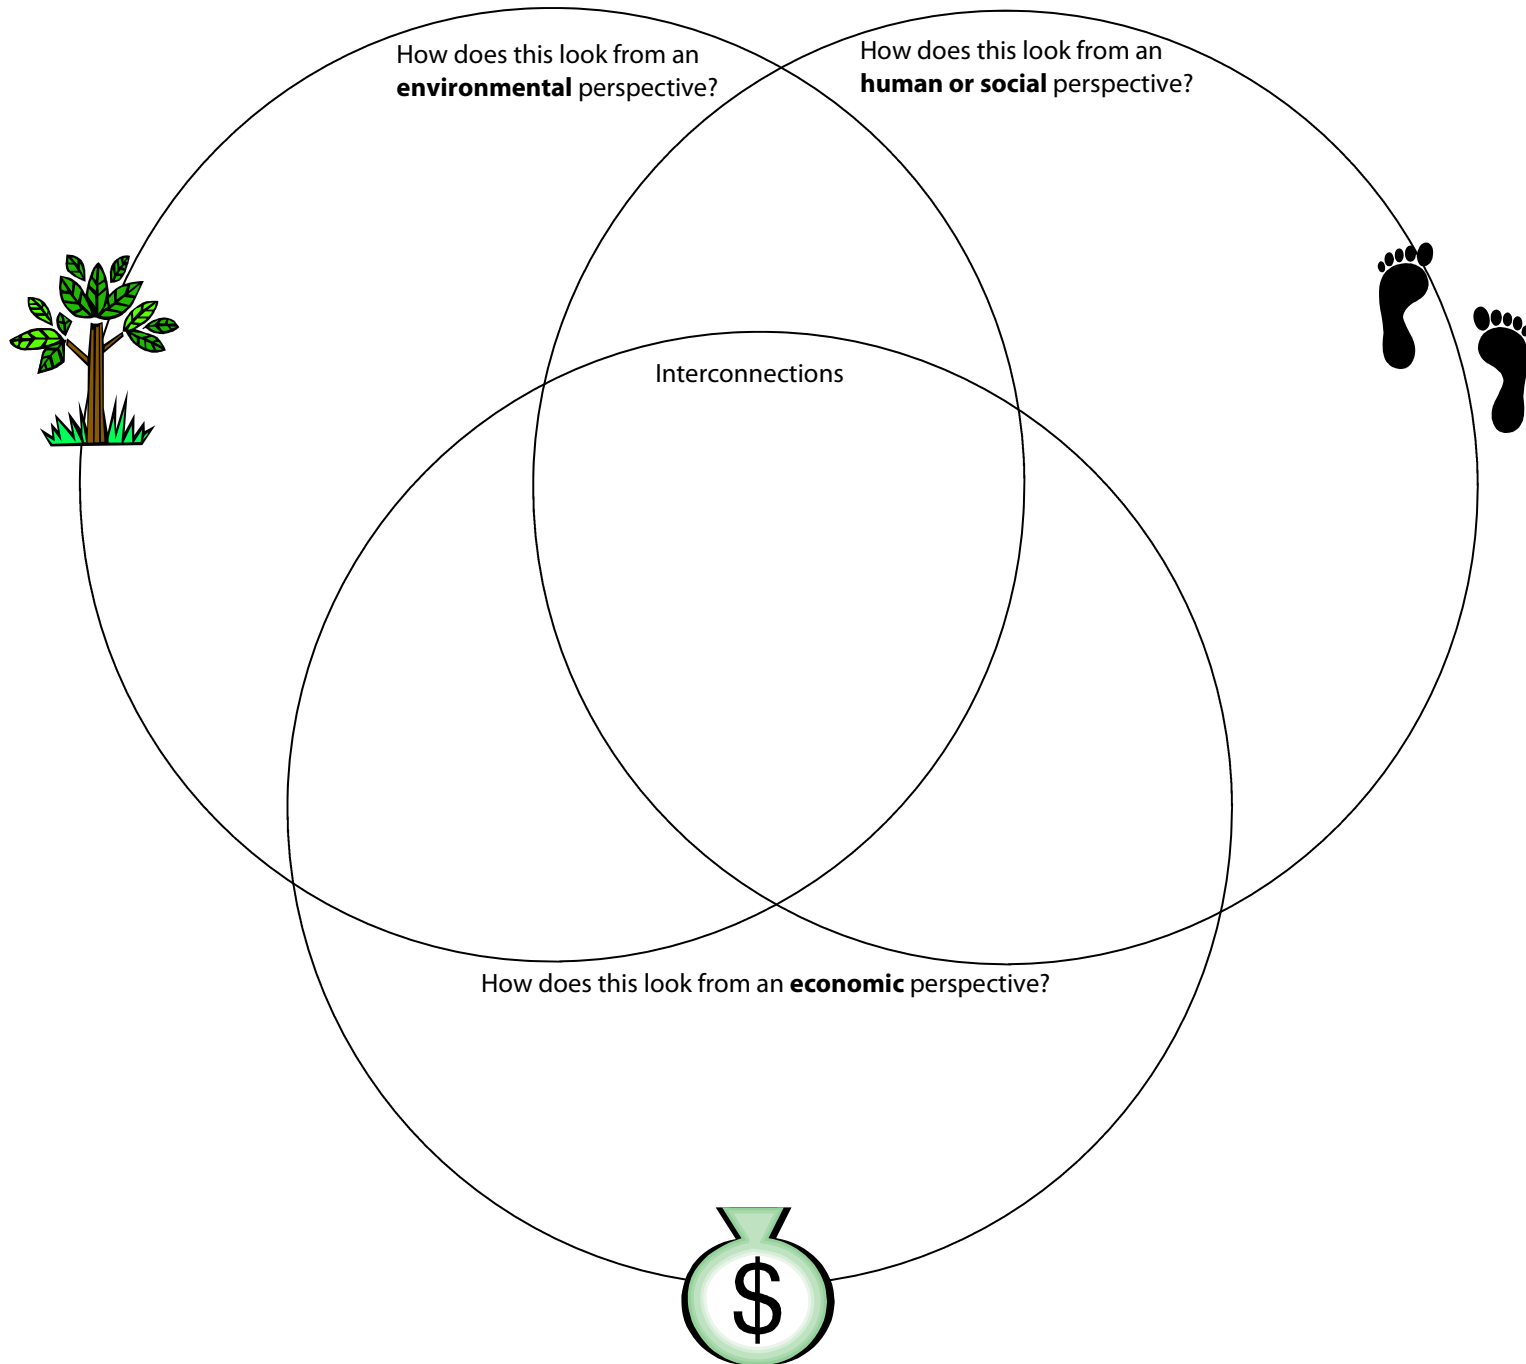 How does this look from an
environmental perspective?
How does this look from an
human or social perspective?
Interconnections
How does this look from an economic perspective?
$